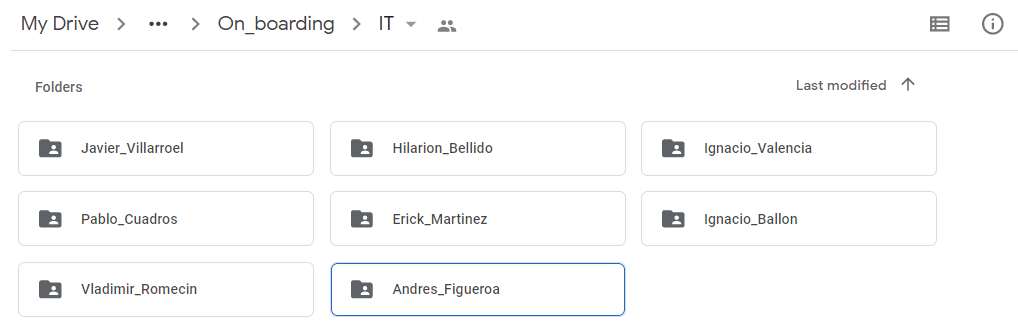 My Drive > ... > On_boarding > IT
Folders Last modified
Javier_Villarroel Hilarion_Bellido Ignacio_Valencia
Pablo_Cuadros Erick_Martinez Ignacio_Ballon
Vladimir_Romecin Andres_Figueroa